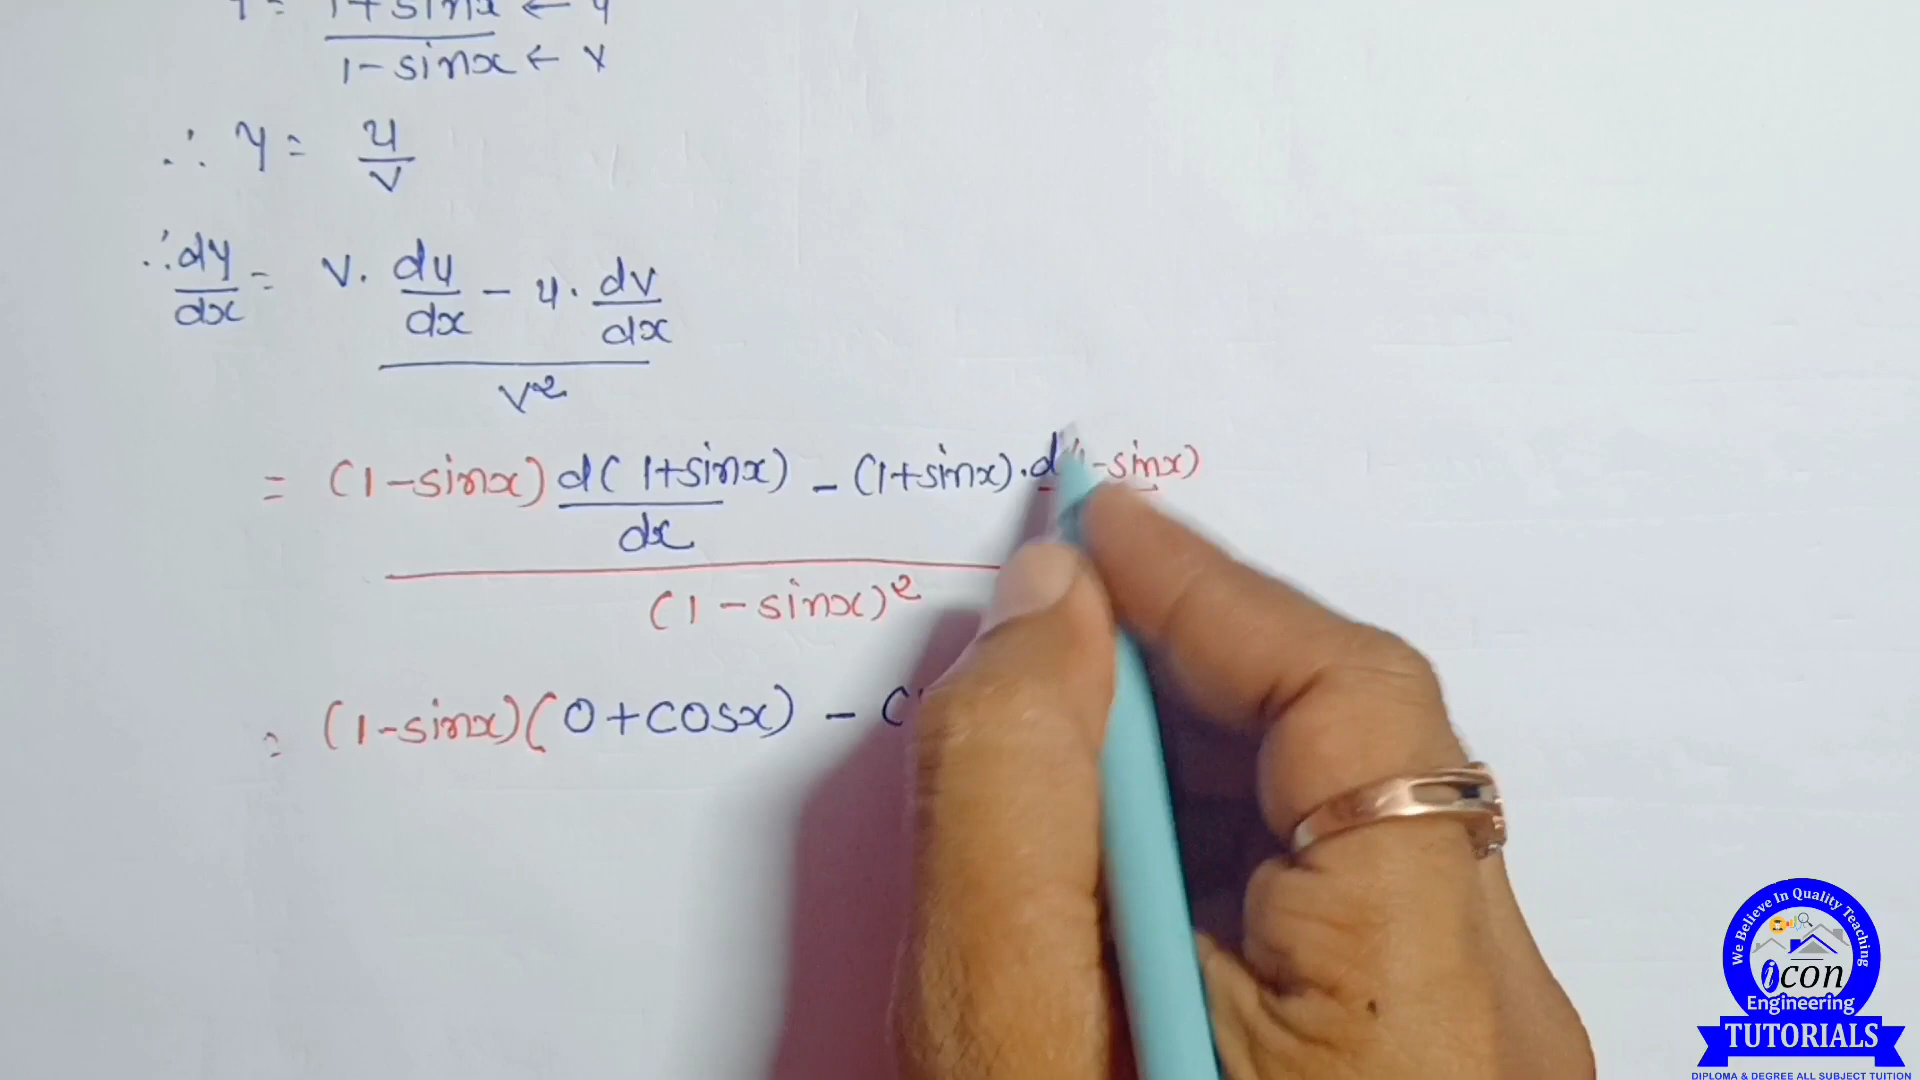 y = 1+sinx ← u
1-sinx ← v
∴ y = u
v
∴ dy = v. du - u. dv
dx dx dx
v²
= (1-sinx) d(1+sinx) - (1+sinx).d(1-sinx)
dx
(1-sinx)²
= (1-sinx)(0+cosx) - (
We Believe In Quality Teaching
icon
Engineering
TUTORIALS
DIPLOMA & DEGREE ALL SUBJECT TUITION